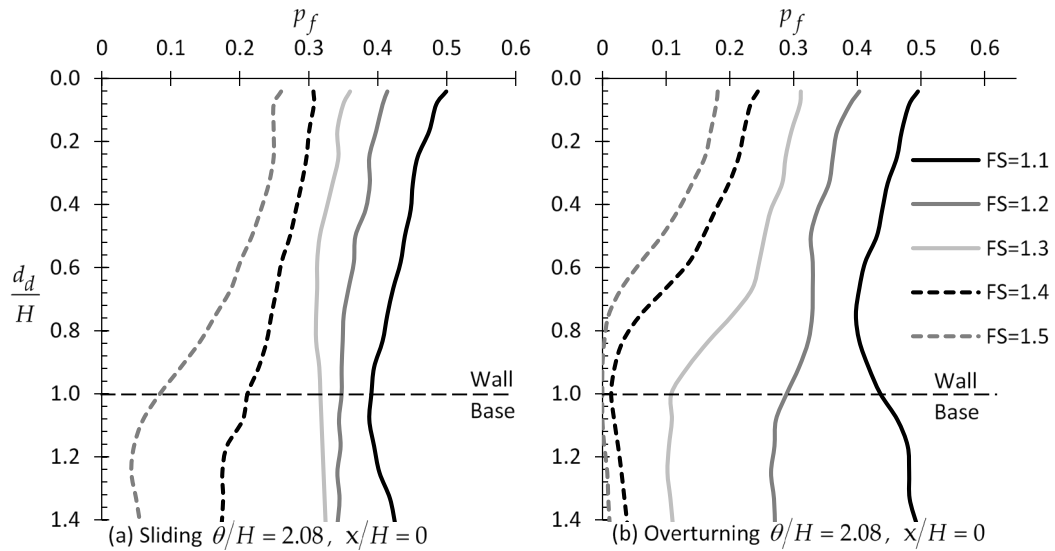 p_f
0 0.1 0.2 0.3 0.4 0.5 0.6
0.0
0.2
0.4
0.6
0.8
1.0
1.2
1.4
d_d
H
Wall
Base
(a) Sliding θ/H = 2.08, x/H = 0
p_f
0 0.1 0.2 0.3 0.4 0.5 0.6
0.0
0.2
0.4
0.6
0.8
1.0
1.2
1.4
FS=1.1
FS=1.2
FS=1.3
FS=1.4
FS=1.5
Wall
Base
(b) Overturning θ/H = 2.08, x/H = 0